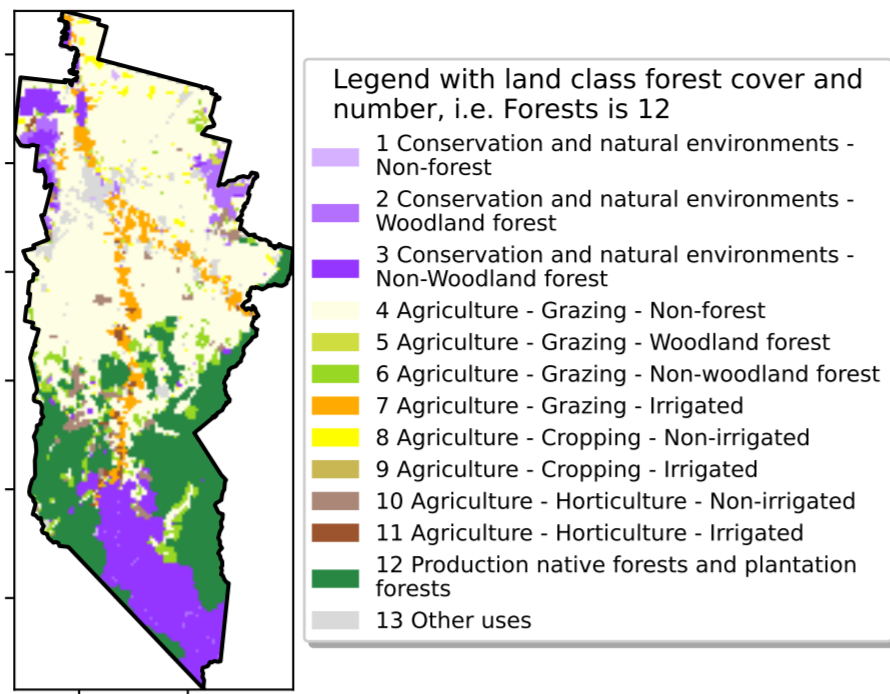 Legend with land class forest cover and
number, i.e. Forests is 12
1 Conservation and natural environments -
Non-forest
2 Conservation and natural environments -
Woodland forest
3 Conservation and natural environments -
Non-Woodland forest
4 Agriculture - Grazing - Non-forest
5 Agriculture - Grazing - Woodland forest
6 Agriculture - Grazing - Non-woodland forest
7 Agriculture - Grazing - Irrigated
8 Agriculture - Cropping - Non-irrigated
9 Agriculture - Cropping - Irrigated
10 Agriculture - Horticulture - Non-irrigated
11 Agriculture - Horticulture - Irrigated
12 Production native forests and plantation
forests
13 Other uses